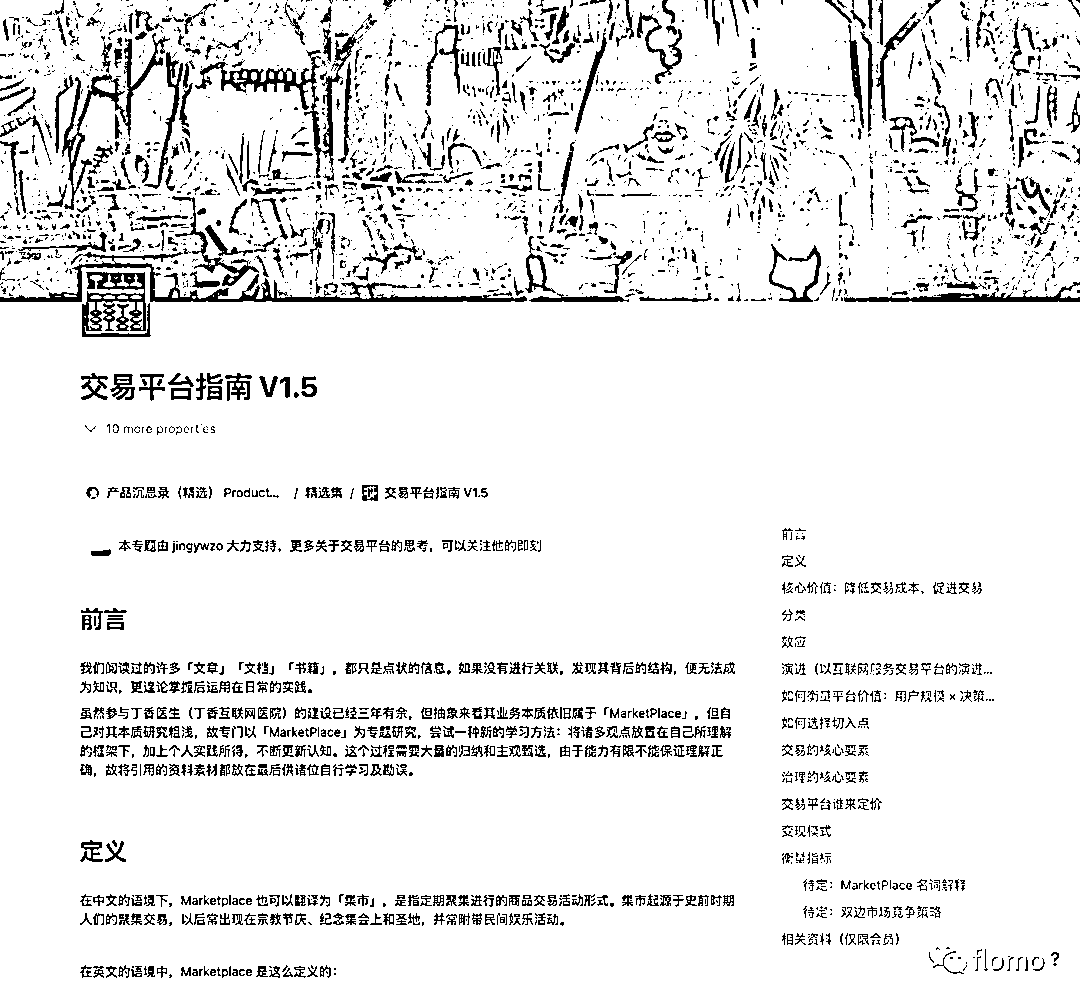 交易平台指南 V1.5
10 more properties
产品沉思录（精选） Product... / 精选集 / 交易平台指南 V1.5
本专题由 jingywzo 大力支持，更多关于交易平台的思考，可以关注他的即刻
前言
我们阅读过的许多「文章」「文档」「书籍」，都只是点状的信息。如果没有进行关联，发现其背后的结构，便无法成
为知识，更遑论掌握后运用在日常的实践。
虽然参与丁香医生（丁香互联网医院）的建设已经三年有余，但抽象来看其业务本质依旧属于「MarketPlace」，但自
己对其本质研究粗浅，故专门以「MarketPlace」为专题研究，尝试一种新的学习方法：将诸多观点放置在自己所理解
的框架下，加上个人实践所得，不断更新认知。这个过程需要大量的归纳和主观甄选，由于能力有限不能保证理解正
确，故将引用的资料素材都放在最后供诸位自行学习及勘误。
定义
在中文的语境下，Marketplace 也可以翻译为「集市」，是指定期聚集进行的商品交易活动形式。集市起源于史前时期
人们的聚集交易，以后常出现在宗教节庆、纪念集会上和圣地，并常附带民间娱乐活动。
在英文的语境中，Marketplace 是这么定义的：
前言
定义
核心价值：降低交易成本、促进交易
分类
效应
演进（以互联网服务交易平台的演进...
如何衡量平台价值：用户规模 × 决策...
如何选择切入点
交易的核心要素
治理的核心要素
交易平台谁来定价
变现模式
衡量指标
待定：MarketPlace 名词解释
待定：双边市场竞争策略
相关资料（仅限会员）
flomo ?